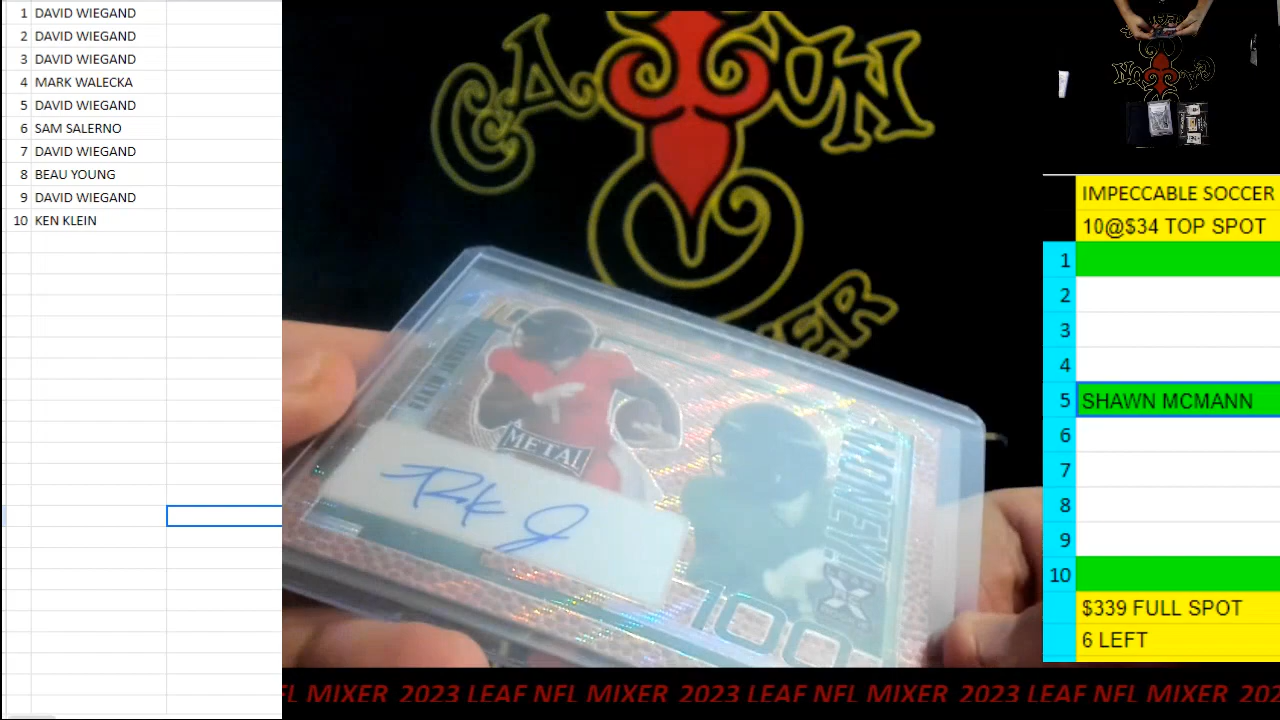 1 DAVID WIEGAND
2 DAVID WIEGAND
3 DAVID WIEGAND
4 MARK WALECKA
5 DAVID WIEGAND
6 SAM SALERNO
7 DAVID WIEGAND
8 BEAU YOUNG
9 DAVID WIEGAND
10 KEN KLEIN
CAJUN
METAL
100
IMPECCABLE SOCCER
10@$34 TOP SPOT
1
2
3
4
5 SHAWN MCMANN
6
7
8
9
10
$339 FULL SPOT
6 LEFT
FL MIXER 2023 LEAF NFL MIXER 2023 LEAF NFL MIXER 2023 LEAF NFL MIXER 202